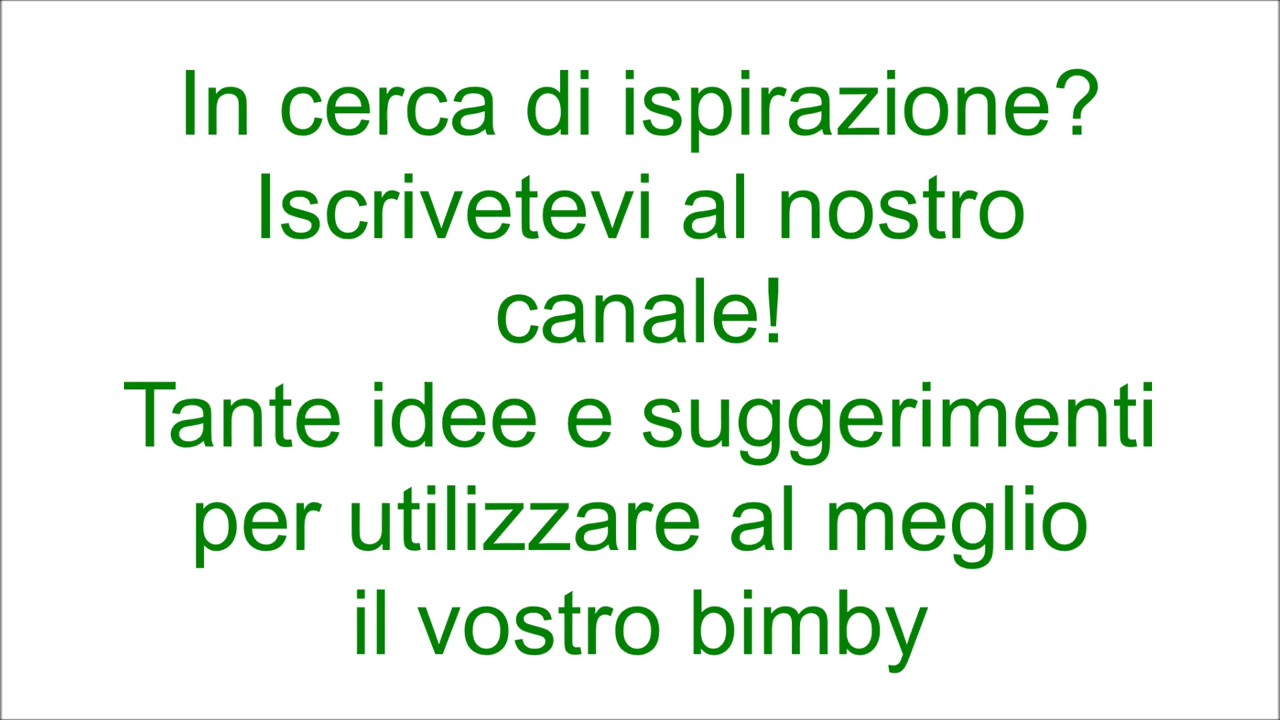 In cerca di ispirazione?
Iscrivetevi al nostro
canale!
Tante idee e suggerimenti
per utilizzare al meglio
il vostro bimby